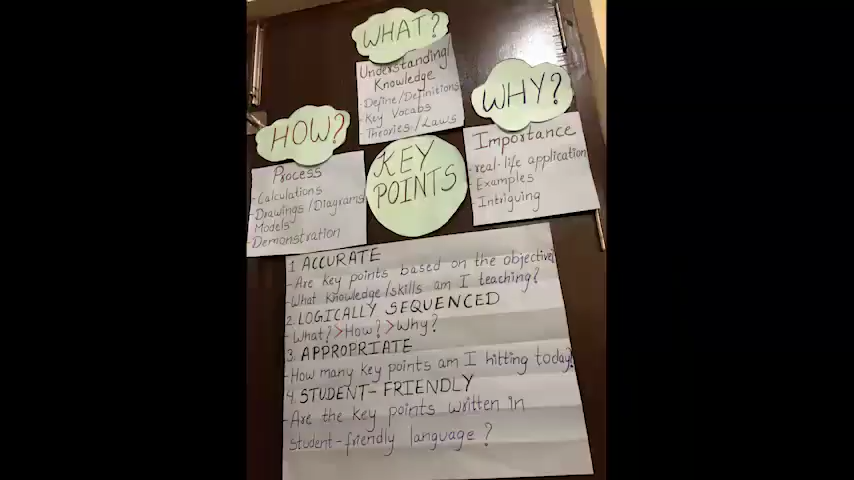 WHAT?
Understanding/
Knowledge
- Define/Definitions
- Key Vocabs
- Theories/Laws
HOW?
Process
- Calculations
- Drawings/Diagrams
Models
- Demonstration
KEY
POINTS
WHY?
Importance
- real-life application
- Examples
- Intriguing
1. ACCURATE
- Are key points based on the objective
- What knowledge/skills am I teaching?
2. LOGICALLY SEQUENCED
- What? > How? > Why?
3. APPROPRIATE
- How many key points am I hitting today?
4. STUDENT-FRIENDLY
- Are the key points written in
student-friendly language?